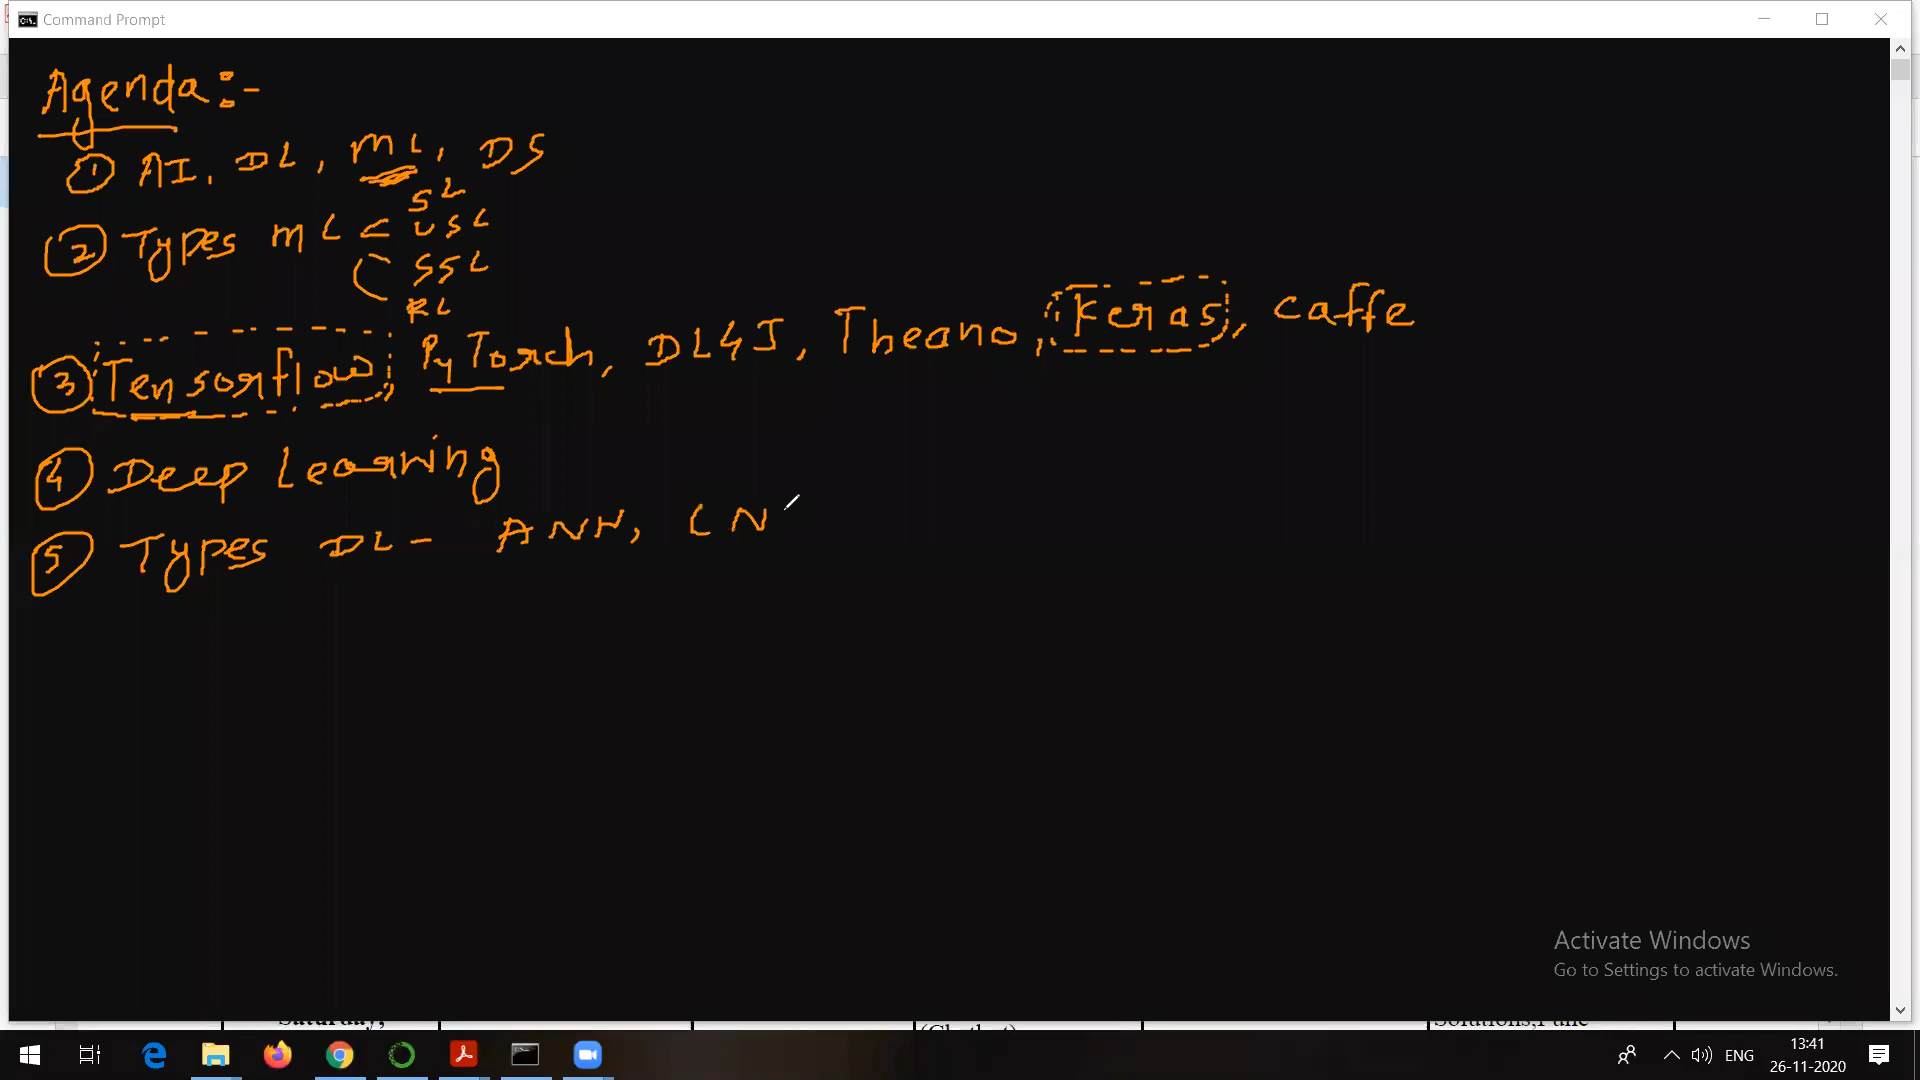 Command Prompt
Agenda:-
① AI, DL, ML, DS
② Types ML
SL
USL
SSL
RL
③ Tensorflow, PyTorch, DL4J, Theano, Keras, caffe
④ Deep Learning
⑤ Types DL - ANN, CN
Activate Windows
Go to Settings to activate Windows.
Saturday,
ENG
13:41
26-11-2020